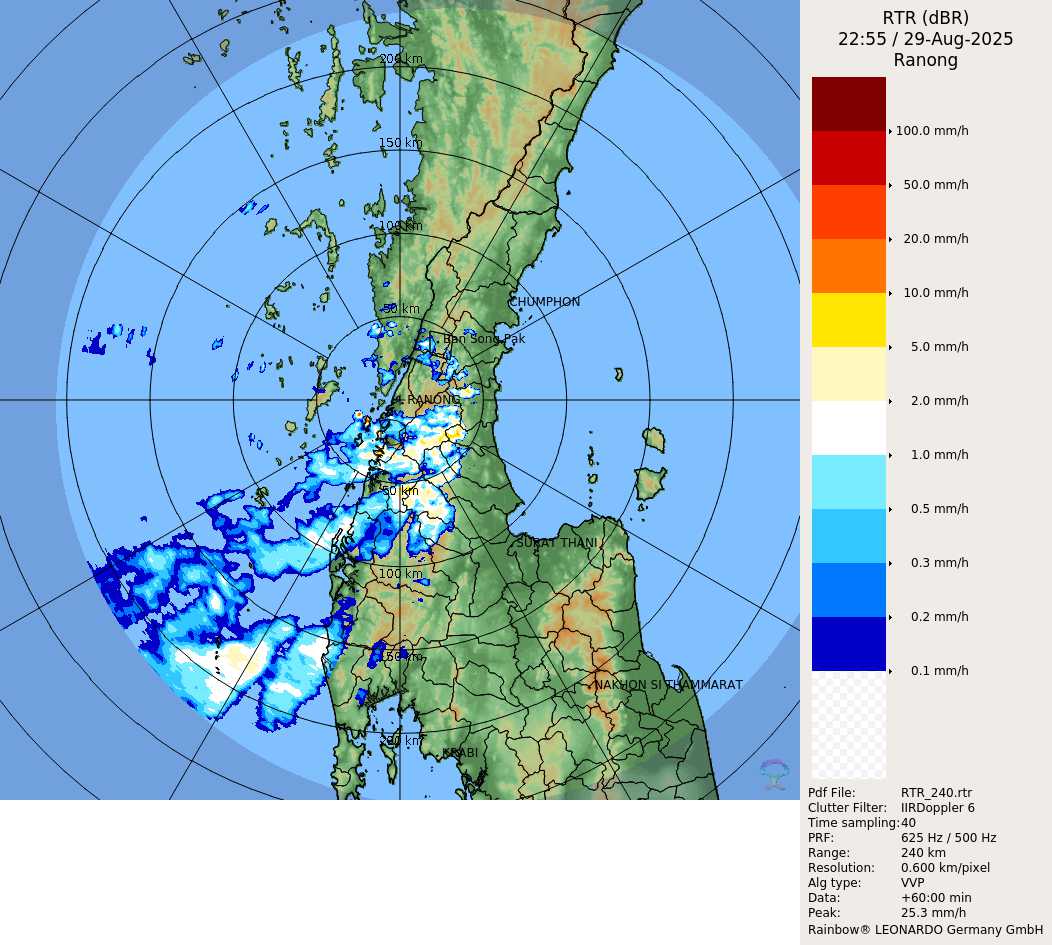 RTR (dBR)
22:55 / 29-Aug-2025
Ranong
200 km
150 km
100 km
50 km
CHUMPHON
Ban Song Pak
RANONG
50 km
SURAT THANI
100 km
150 km
NAKHON SI THAMMARAT
200 km
KRABI
100.0 mm/h
50.0 mm/h
20.0 mm/h
10.0 mm/h
5.0 mm/h
2.0 mm/h
1.0 mm/h
0.5 mm/h
0.3 mm/h
0.2 mm/h
0.1 mm/h
Pdf File: RTR_240.rtr
Clutter Filter: IIRDoppler 6
Time sampling:40
PRF: 625 Hz / 500 Hz
Range: 240 km
Resolution: 0.600 km/pixel
Alg type: VVP
Data: +60:00 min
Peak: 25.3 mm/h
Rainbow® LEONARDO Germany GmbH